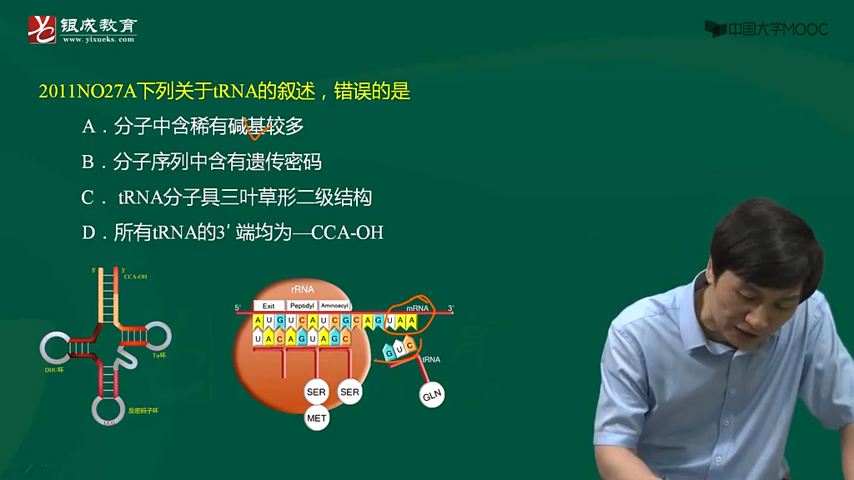 银成教育
www.yixueks.com
中国大学MOOC
2011NO27A下列关于tRNA的叙述，错误的是
A．分子中含稀有碱基较多
B．分子序列中含有遗传密码
C． tRNA分子具三叶草形二级结构
D．所有tRNA的3′ 端均为—CCA-OH
5′ 3′
CCA-OH
DHU环
Tψ环
反密码子环
rRNA
Exit Peptidyl Aminoacyl
mRNA
5′ 3′
A U G U C A U C G C A G U A A
U A C A G U A G C
G U C
tRNA
SER SER GLN
MET